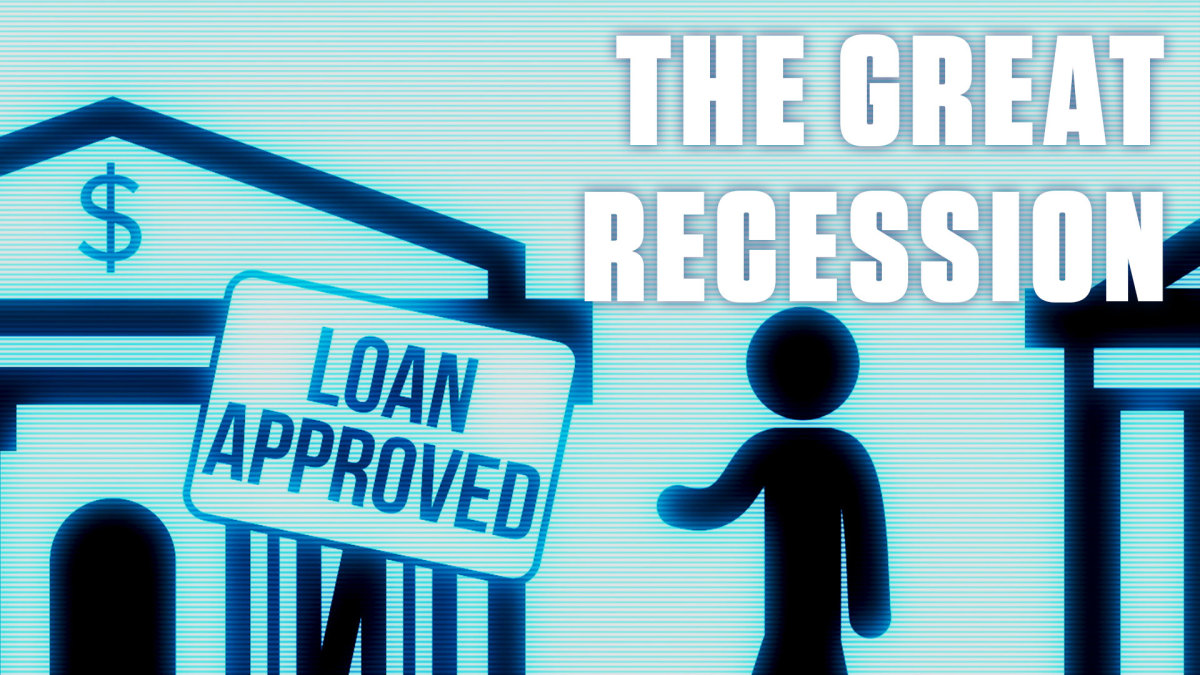 THE GREAT
RECESSION
$
LOAN
APPROVED